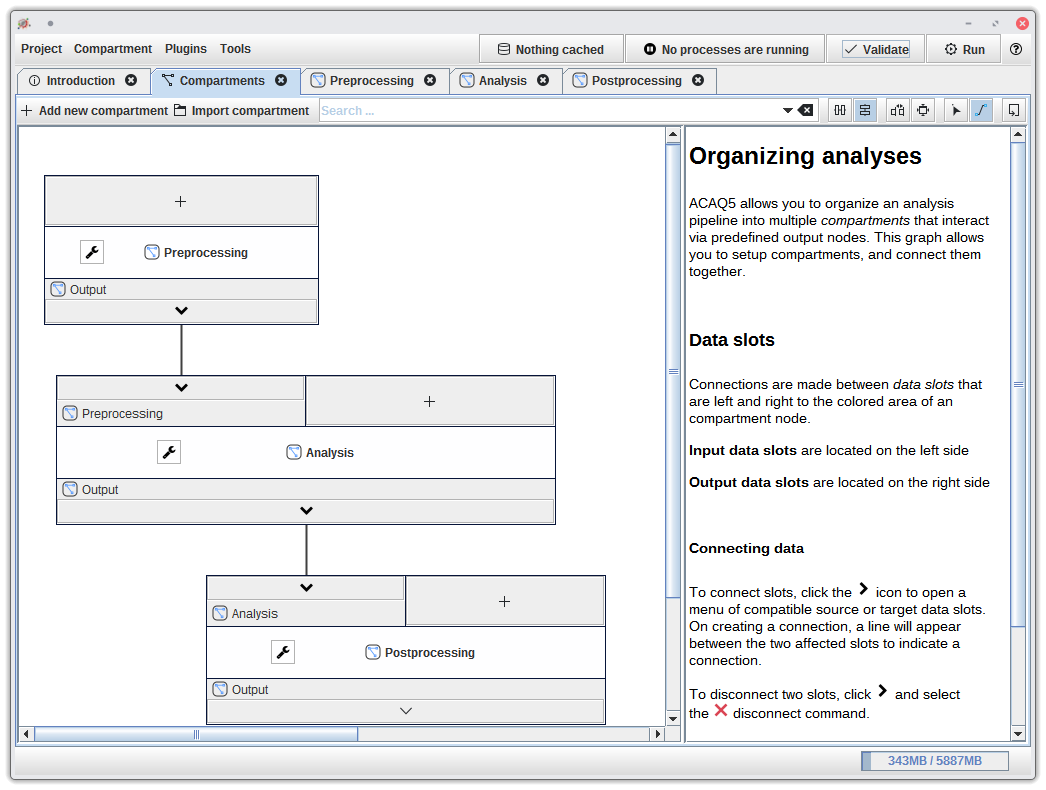 Project Compartment Plugins Tools Nothing cached No processes are running Validate Run
Introduction Compartments Preprocessing Analysis Postprocessing
Add new compartment Import compartment Search ...
Preprocessing
Output
Preprocessing
Analysis
Output
Analysis
Postprocessing
Output
Organizing analyses
ACAQ5 allows you to organize an analysis
pipeline into multiple compartments that interact
via predefined output nodes. This graph allows
you to setup compartments, and connect them
together.
Data slots
Connections are made between data slots that
are left and right to the colored area of an
compartment node.
Input data slots are located on the left side
Output data slots are located on the right side
Connecting data
To connect slots, click the icon to open a
menu of compatible source or target data slots.
On creating a connection, a line will appear
between the two affected slots to indicate a
connection.
To disconnect two slots, click and select
the disconnect command.
343MB / 5887MB